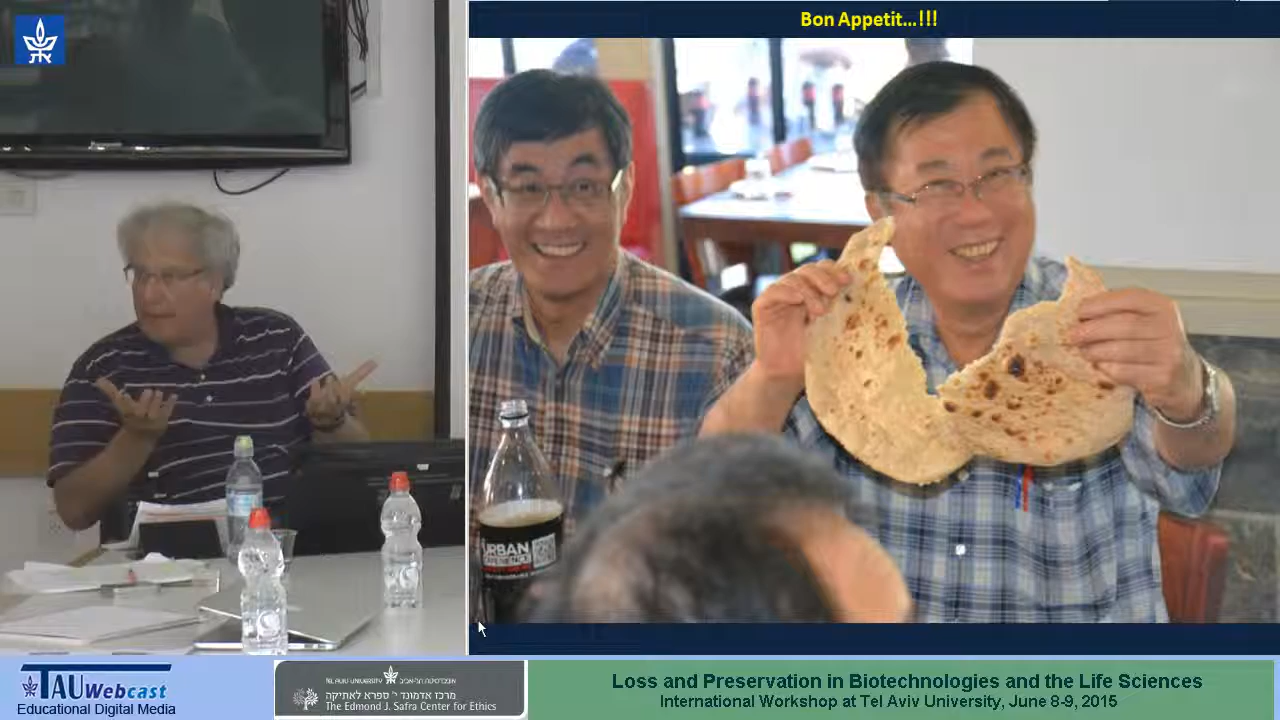 Bon Appetit...!!!
URBAN
TAU Webcast
Educational Digital Media
TEL AVIV UNIVERSITY אוניברסיטת תל-אביב
מרכז אדמונד י' ספרא לאתיקה
The Edmond J. Safra Center for Ethics
Loss and Preservation in Biotechnologies and the Life Sciences
International Workshop at Tel Aviv University, June 8-9, 2015